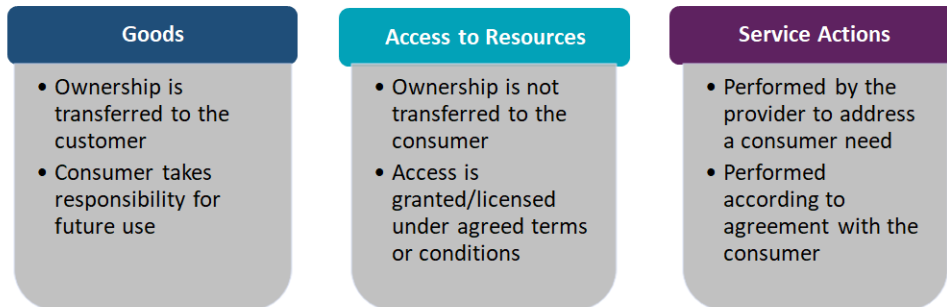 Goods
• Ownership is
transferred to the
customer
• Consumer takes
responsibility for
future use
Access to Resources
• Ownership is not
transferred to the
consumer
• Access is
granted/licensed
under agreed terms
or conditions
Service Actions
• Performed by the
provider to address
a consumer need
• Performed
according to
agreement with the
consumer